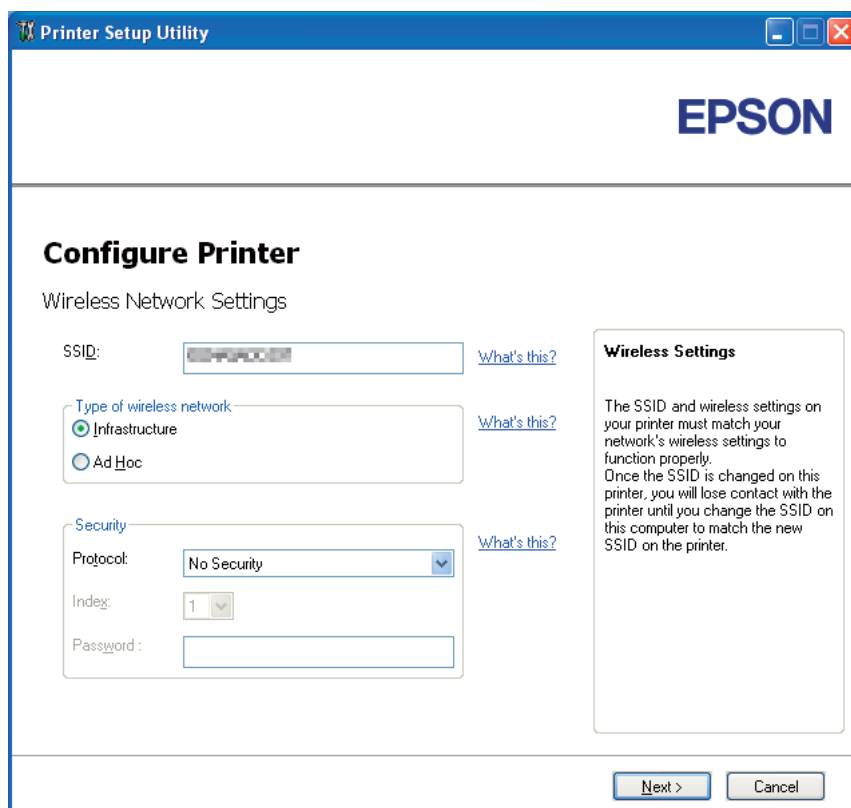 Printer Setup Utility
EPSON
Configure Printer
Wireless Network Settings
SSID:
What's this?
Type of wireless network
Infrastructure
Ad Hoc
What's this?
Security
Protocol:
No Security
What's this?
Index:
1
Password :
Wireless Settings
The SSID and wireless settings on
your printer must match your
network's wireless settings to
function properly.
Once the SSID is changed on this
printer, you will lose contact with the
printer until you change the SSID on
this computer to match the new
SSID on the printer.
Next >
Cancel